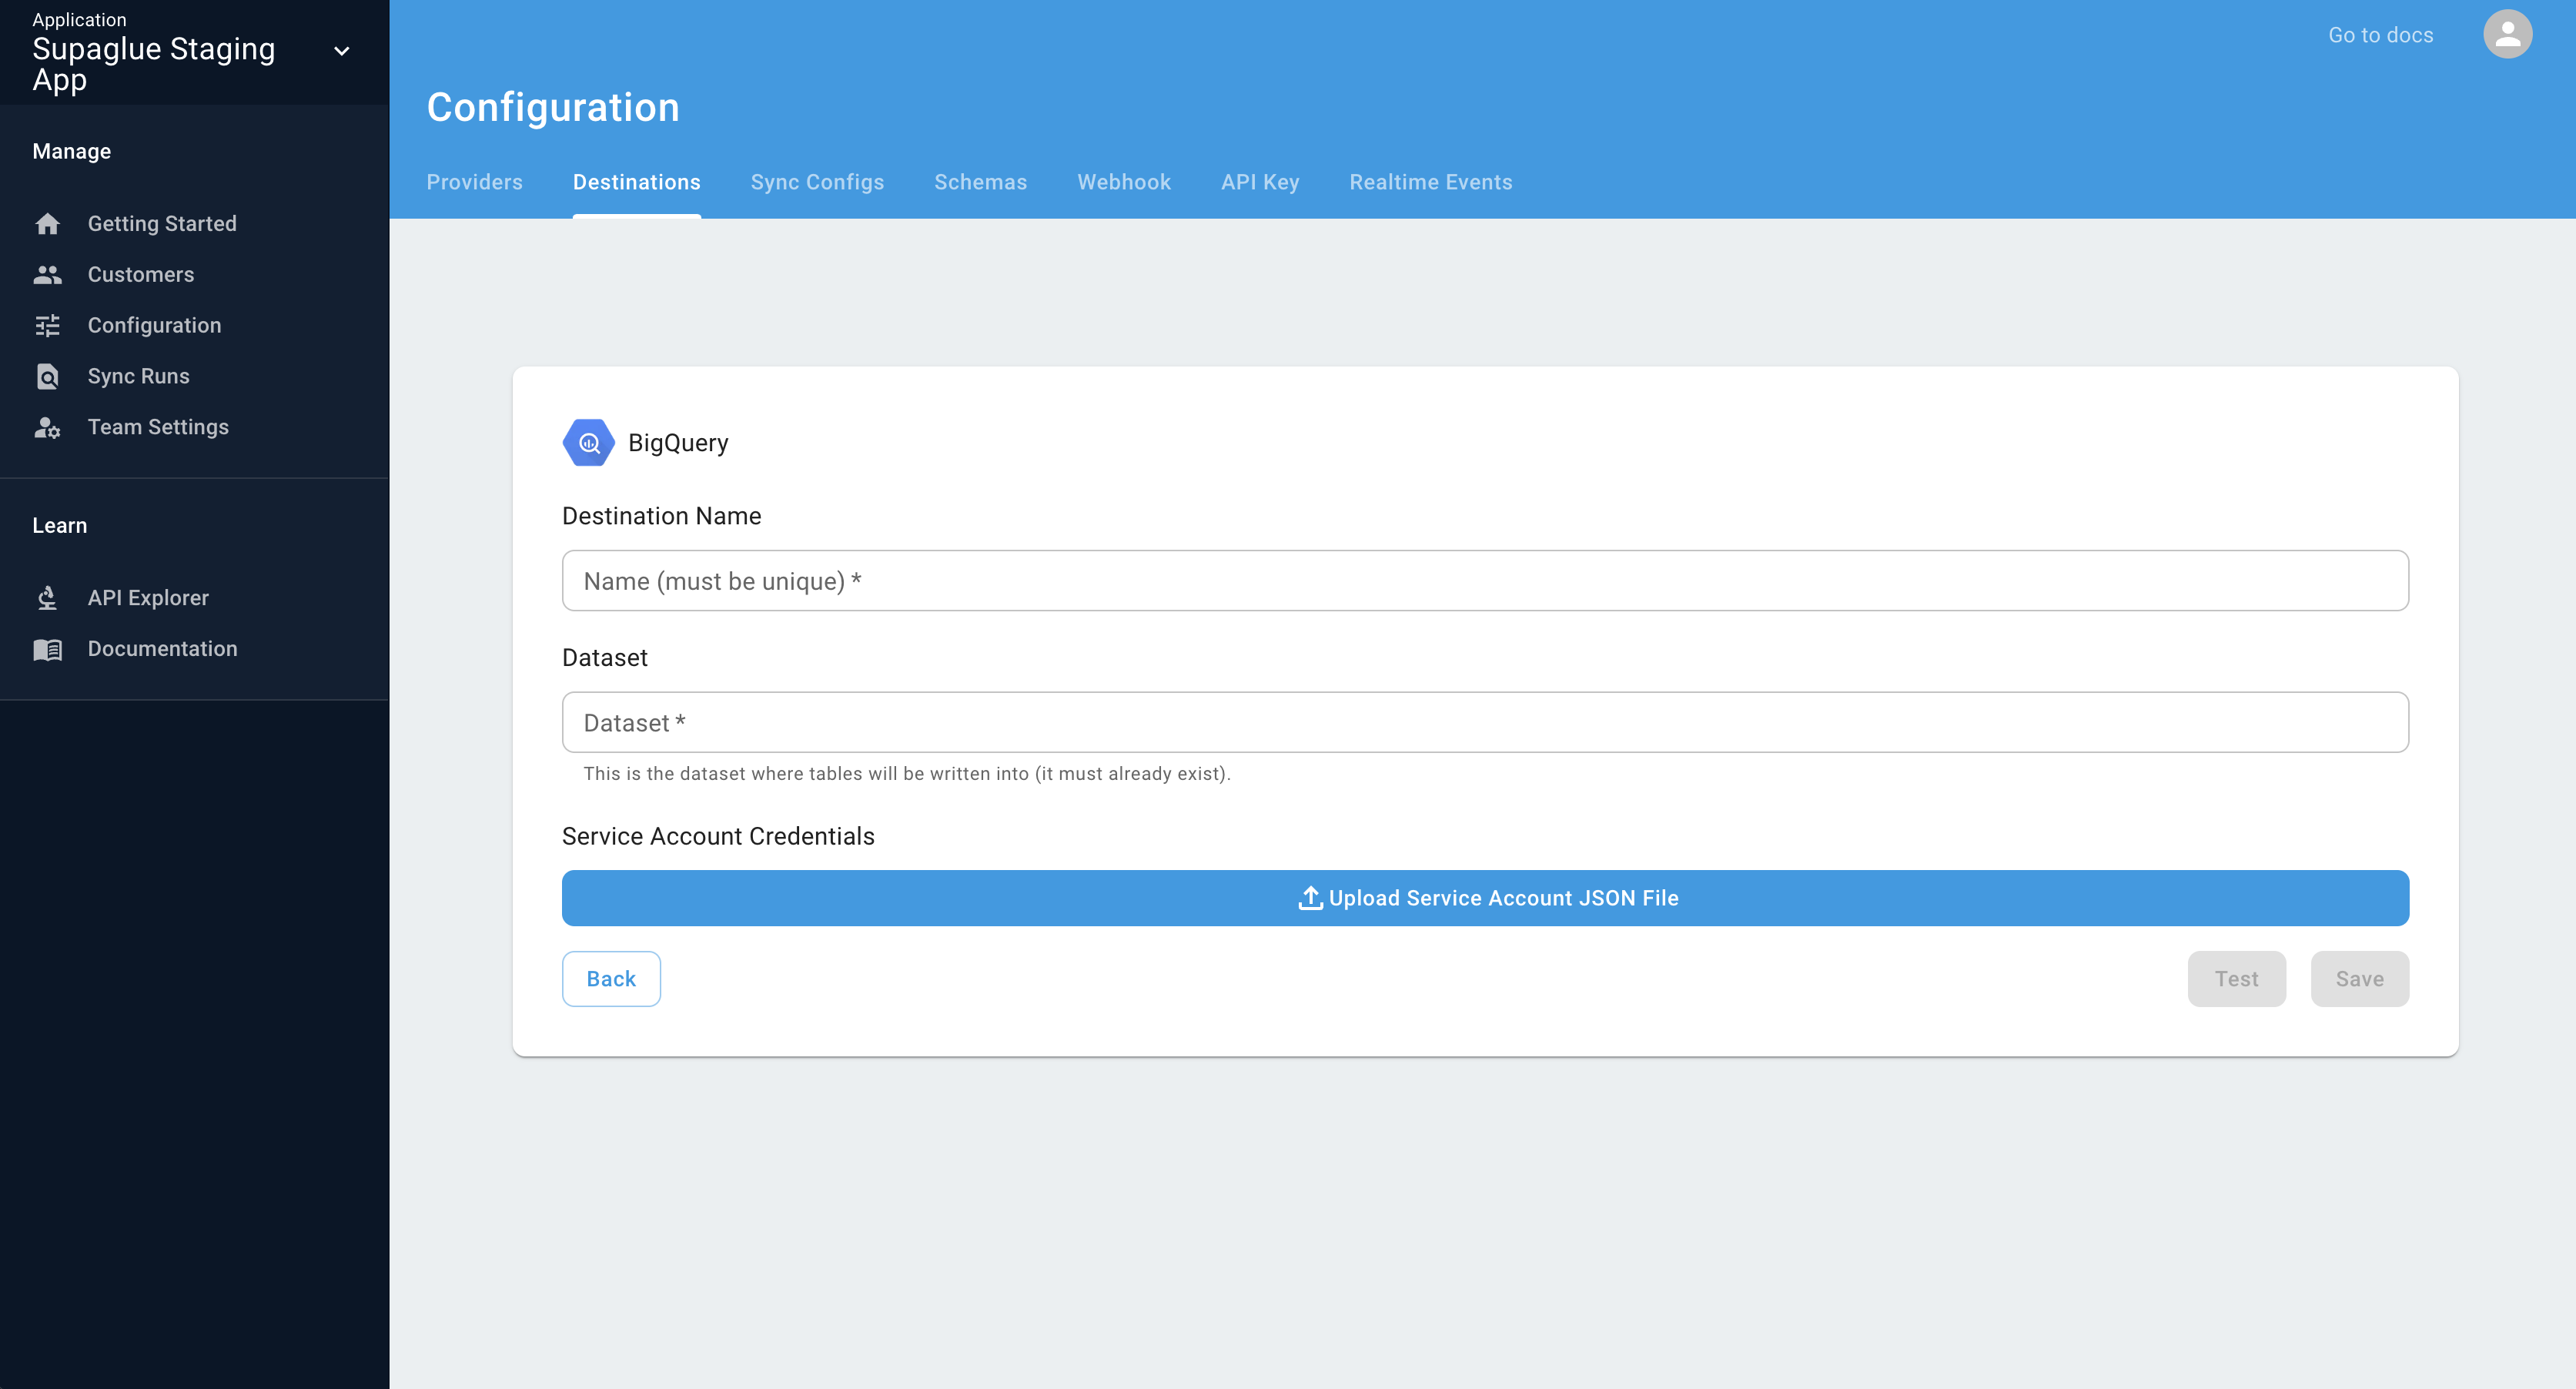 Application
Supaglue Staging
App
Go to docs
Configuration
Providers
Destinations
Sync Configs
Schemas
Webhook
API Key
Realtime Events
Manage
Getting Started
Customers
Configuration
Sync Runs
Team Settings
Learn
API Explorer
Documentation
BigQuery
Destination Name
Name (must be unique) *
Dataset
Dataset *
This is the dataset where tables will be written into (it must already exist).
Service Account Credentials
Upload Service Account JSON File
Back
Test
Save